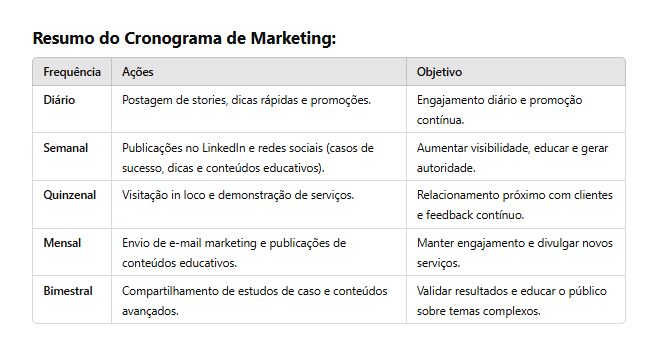 Resumo do Cronograma de Marketing:
Frequência Ações Objetivo
Diário Postagem de stories, dicas rápidas e promoções. Engajamento diário e promoção
contínua.
Semanal Publicações no LinkedIn e redes sociais (casos de Aumentar visibilidade, educar e gerar
sucesso, dicas e conteúdos educativos). autoridade.
Quinzenal Visitação in loco e demonstração de serviços. Relacionamento próximo com clientes
e feedback contínuo.
Mensal Envio de e-mail marketing e publicações de Manter engajamento e divulgar novos
conteúdos educativos. serviços.
Bimestral Compartilhamento de estudos de caso e conteúdos Validar resultados e educar o público
avançados. sobre temas complexos.